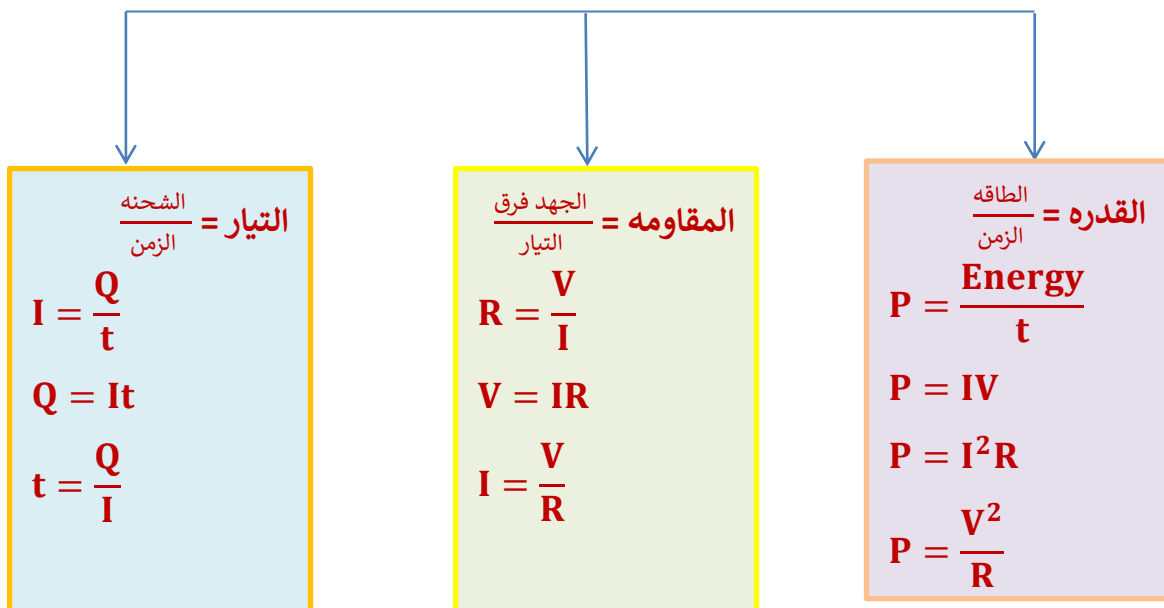 التيار = الشحنه / الزمن
I = Q/t
Q = It
t = Q/I
المقاومه = الجهد فرق / التيار
R = V/I
V = IR
I = V/R
القدره = الطاقه / الزمن
P = Energy/t
P = IV
P = I²R
P = V²/R